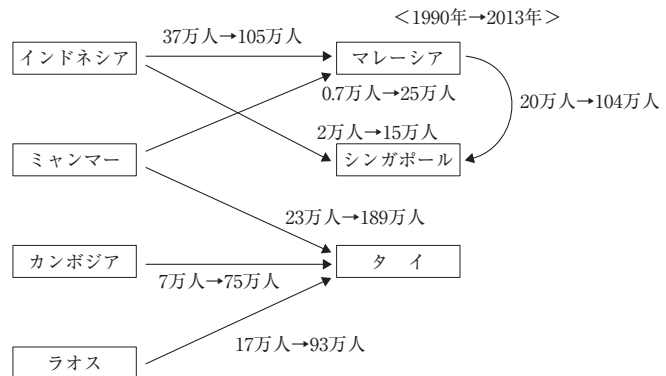 ＜1990年→2013年＞
37万人→105万人
インドネシア
マレーシア
0.7万人→25万人
20万人→104万人
2万人→15万人
ミャンマー
シンガポール
23万人→189万人
カンボジア
タ　イ
7万人→75万人
17万人→93万人
ラオス